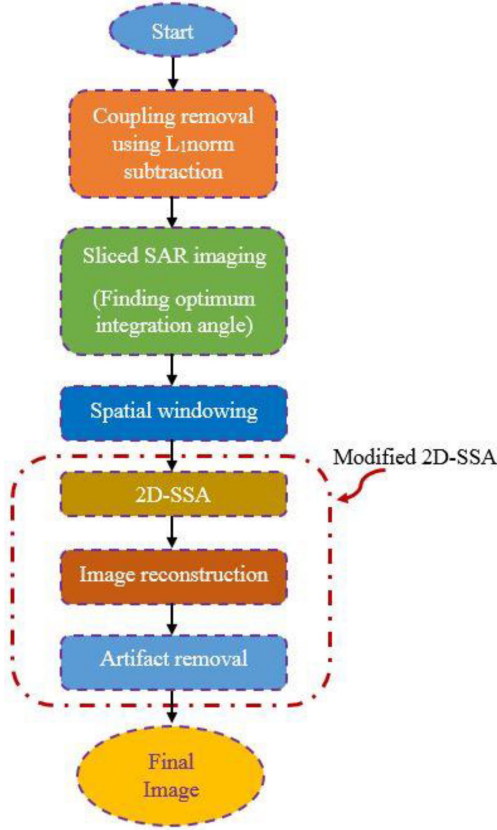 Start
Coupling removal
using L₁norm
subtraction
Sliced SAR imaging
(Finding optimum
integration angle)
Spatial windowing
Modified 2D-SSA
2D-SSA
Image reconstruction
Artifact removal
Final
Image